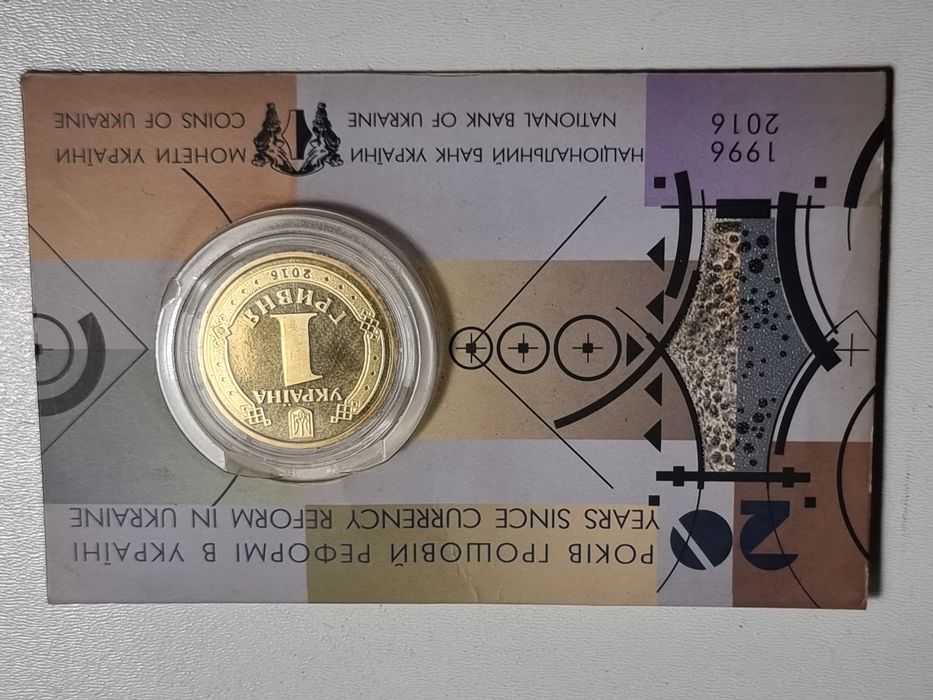 20
РОКІВ ГРОШОВІЙ РЕФОРМІ В УКРАЇНІ
YEARS SINCE CURRENCY REFORM IN UKRAINE
УКРАЇНА
1
ГРИВНЯ
2016
1996
2016
НАЦІОНАЛЬНИЙ БАНК УКРАЇНИ
NATIONAL BANK OF UKRAINE
МОНЕТИ УКРАЇНИ
COINS OF UKRAINE